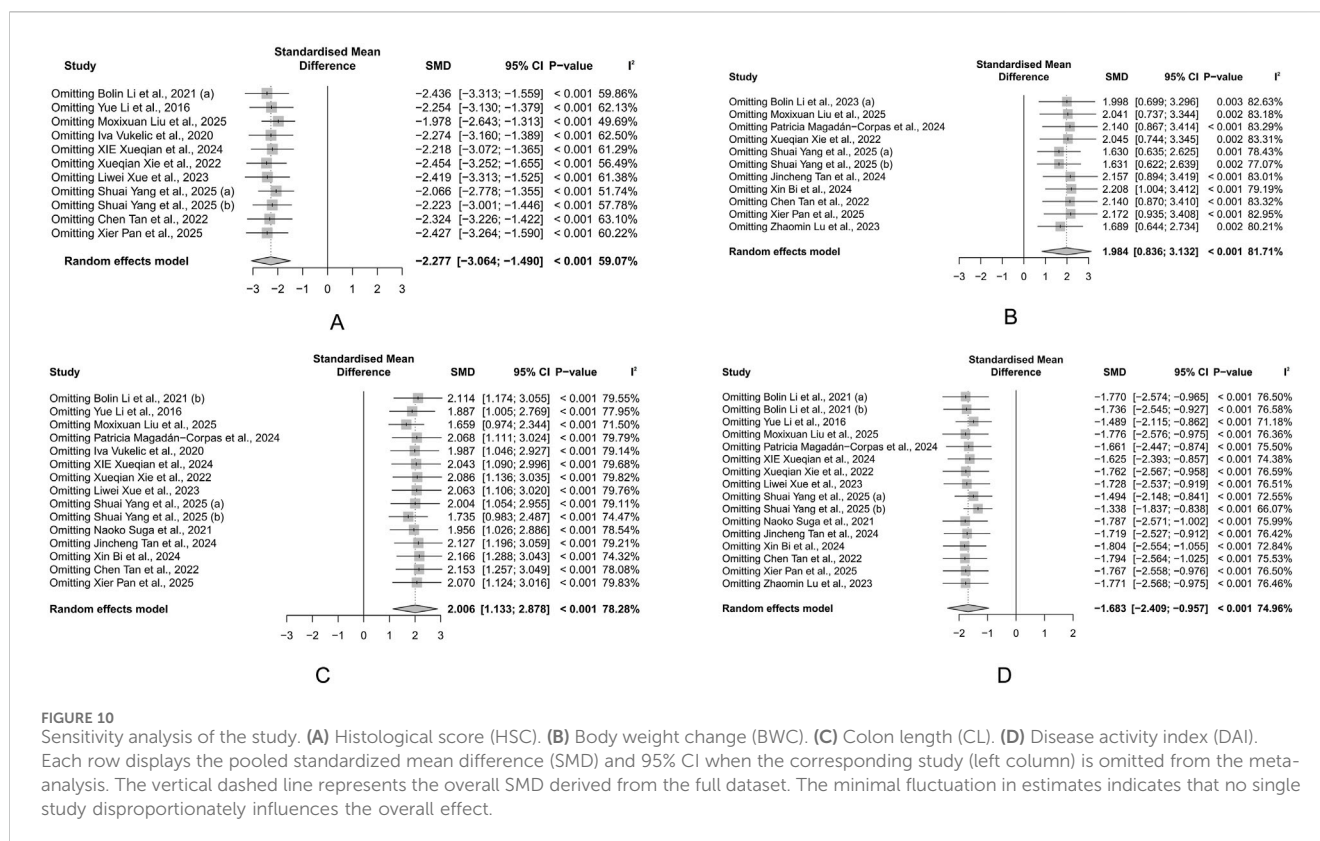 Standardised Mean
Study Difference SMD 95% CI P−value I²
Omitting Bolin Li et al., 2021 (a) −2.436 [−3.313; −1.559] < 0.001 59.86%
Omitting Yue Li et al., 2016 −2.254 [−3.130; −1.379] < 0.001 62.13%
Omitting Moxixuan Liu et al., 2025 −1.978 [−2.643; −1.313] < 0.001 49.69%
Omitting Iva Vukelic et al., 2020 −2.274 [−3.160; −1.389] < 0.001 62.50%
Omitting XIE Xueqian et al., 2024 −2.218 [−3.072; −1.365] < 0.001 61.29%
Omitting Xueqian Xie et al., 2022 −2.454 [−3.252; −1.655] < 0.001 56.49%
Omitting Liwei Xue et al., 2023 −2.419 [−3.313; −1.525] < 0.001 61.38%
Omitting Shuai Yang et al., 2025 (a) −2.066 [−2.778; −1.355] < 0.001 51.74%
Omitting Shuai Yang et al., 2025 (b) −2.223 [−3.001; −1.446] < 0.001 57.78%
Omitting Chen Tan et al., 2022 −2.324 [−3.226; −1.422] < 0.001 63.10%
Omitting Xier Pan et al., 2025 −2.427 [−3.264; −1.590] < 0.001 60.22%
Random effects model −2.277 [−3.064; −1.490] < 0.001 59.07%
−3 −2 −1 0 1 2 3
A
Standardised Mean
Study Difference SMD 95% CI P−value I²
Omitting Bolin Li et al., 2023 (a) 1.998 [0.699; 3.296] 0.003 82.63%
Omitting Moxixuan Liu et al., 2025 2.041 [0.737; 3.344] 0.002 83.18%
Omitting Patricia Magadán−Corpas et al., 2024 2.140 [0.867; 3.414] < 0.001 83.29%
Omitting Xueqian Xie et al., 2022 2.045 [0.744; 3.345] 0.002 83.31%
Omitting Shuai Yang et al., 2025 (a) 1.630 [0.635; 2.625] 0.001 78.43%
Omitting Shuai Yang et al., 2025 (b) 1.631 [0.622; 2.639] 0.002 77.07%
Omitting Jincheng Tan et al., 2024 2.157 [0.894; 3.419] < 0.001 83.01%
Omitting Xin Bi et al., 2024 2.208 [1.004; 3.412] < 0.001 79.19%
Omitting Chen Tan et al., 2022 2.140 [0.870; 3.410] < 0.001 83.32%
Omitting Xier Pan et al., 2025 2.172 [0.935; 3.408] < 0.001 82.95%
Omitting Zhaomin Lu et al., 2023 1.689 [0.644; 2.734] 0.002 80.21%
Random effects model 1.984 [0.836; 3.132] < 0.001 81.71%
−3 −2 −1 0 1 2 3
B
Standardised Mean
Study Difference SMD 95% CI P−value I²
Omitting Bolin Li et al., 2021 (b) 2.114 [1.174; 3.055] < 0.001 79.55%
Omitting Yue Li et al., 2016 1.887 [1.005; 2.769] < 0.001 77.95%
Omitting Moxixuan Liu et al., 2025 1.659 [0.974; 2.344] < 0.001 71.50%
Omitting Patricia Magadán−Corpas et al., 2024 2.068 [1.111; 3.024] < 0.001 79.79%
Omitting Iva Vukelic et al., 2020 1.987 [1.046; 2.927] < 0.001 79.14%
Omitting XIE Xueqian et al., 2024 2.043 [1.090; 2.996] < 0.001 79.68%
Omitting Xueqian Xie et al., 2022 2.086 [1.136; 3.035] < 0.001 79.82%
Omitting Liwei Xue et al., 2023 2.063 [1.106; 3.020] < 0.001 79.76%
Omitting Shuai Yang et al., 2025 (a) 2.004 [1.054; 2.955] < 0.001 79.11%
Omitting Shuai Yang et al., 2025 (b) 1.735 [0.983; 2.487] < 0.001 74.47%
Omitting Naoko Suga et al., 2021 1.956 [1.026; 2.886] < 0.001 78.54%
Omitting Jincheng Tan et al., 2024 2.127 [1.196; 3.059] < 0.001 79.21%
Omitting Xin Bi et al., 2024 2.166 [1.288; 3.043] < 0.001 74.32%
Omitting Chen Tan et al., 2022 2.153 [1.257; 3.049] < 0.001 78.08%
Omitting Xier Pan et al., 2025 2.070 [1.124; 3.016] < 0.001 79.83%
Random effects model 2.006 [1.133; 2.878] < 0.001 78.28%
−3 −2 −1 0 1 2 3
C
Standardised Mean
Study Difference SMD 95% CI P−value I²
Omitting Bolin Li et al., 2021 (a) −1.770 [−2.574; −0.965] < 0.001 76.50%
Omitting Bolin Li et al., 2021 (b) −1.736 [−2.545; −0.927] < 0.001 76.58%
Omitting Yue Li et al., 2016 −1.489 [−2.115; −0.862] < 0.001 71.18%
Omitting Moxixuan Liu et al., 2025 −1.776 [−2.576; −0.975] < 0.001 76.36%
Omitting Patricia Magadán−Corpas et al., 2024 −1.661 [−2.447; −0.874] < 0.001 75.50%
Omitting XIE Xueqian et al., 2024 −1.625 [−2.393; −0.857] < 0.001 74.38%
Omitting Xueqian Xie et al., 2022 −1.762 [−2.567; −0.958] < 0.001 76.59%
Omitting Liwei Xue et al., 2023 −1.728 [−2.537; −0.919] < 0.001 76.51%
Omitting Shuai Yang et al., 2025 (a) −1.494 [−2.148; −0.841] < 0.001 72.55%
Omitting Shuai Yang et al., 2025 (b) −1.338 [−1.837; −0.838] < 0.001 66.07%
Omitting Naoko Suga et al., 2021 −1.787 [−2.571; −1.002] < 0.001 75.99%
Omitting Jincheng Tan et al., 2024 −1.719 [−2.527; −0.912] < 0.001 76.42%
Omitting Xin Bi et al., 2024 −1.804 [−2.554; −1.055] < 0.001 72.84%
Omitting Chen Tan et al., 2022 −1.794 [−2.564; −1.025] < 0.001 75.53%
Omitting Xier Pan et al., 2025 −1.767 [−2.558; −0.976] < 0.001 76.50%
Omitting Zhaomin Lu et al., 2023 −1.771 [−2.568; −0.975] < 0.001 76.46%
Random effects model −1.683 [−2.409; −0.957] < 0.001 74.96%
−2 −1 0 1 2
D
FIGURE 10
Sensitivity analysis of the study. (A) Histological score (HSC). (B) Body weight change (BWC). (C) Colon length (CL). (D) Disease activity index (DAI).
Each row displays the pooled standardized mean difference (SMD) and 95% CI when the corresponding study (left column) is omitted from the meta-
analysis. The vertical dashed line represents the overall SMD derived from the full dataset. The minimal fluctuation in estimates indicates that no single
study disproportionately influences the overall effect.